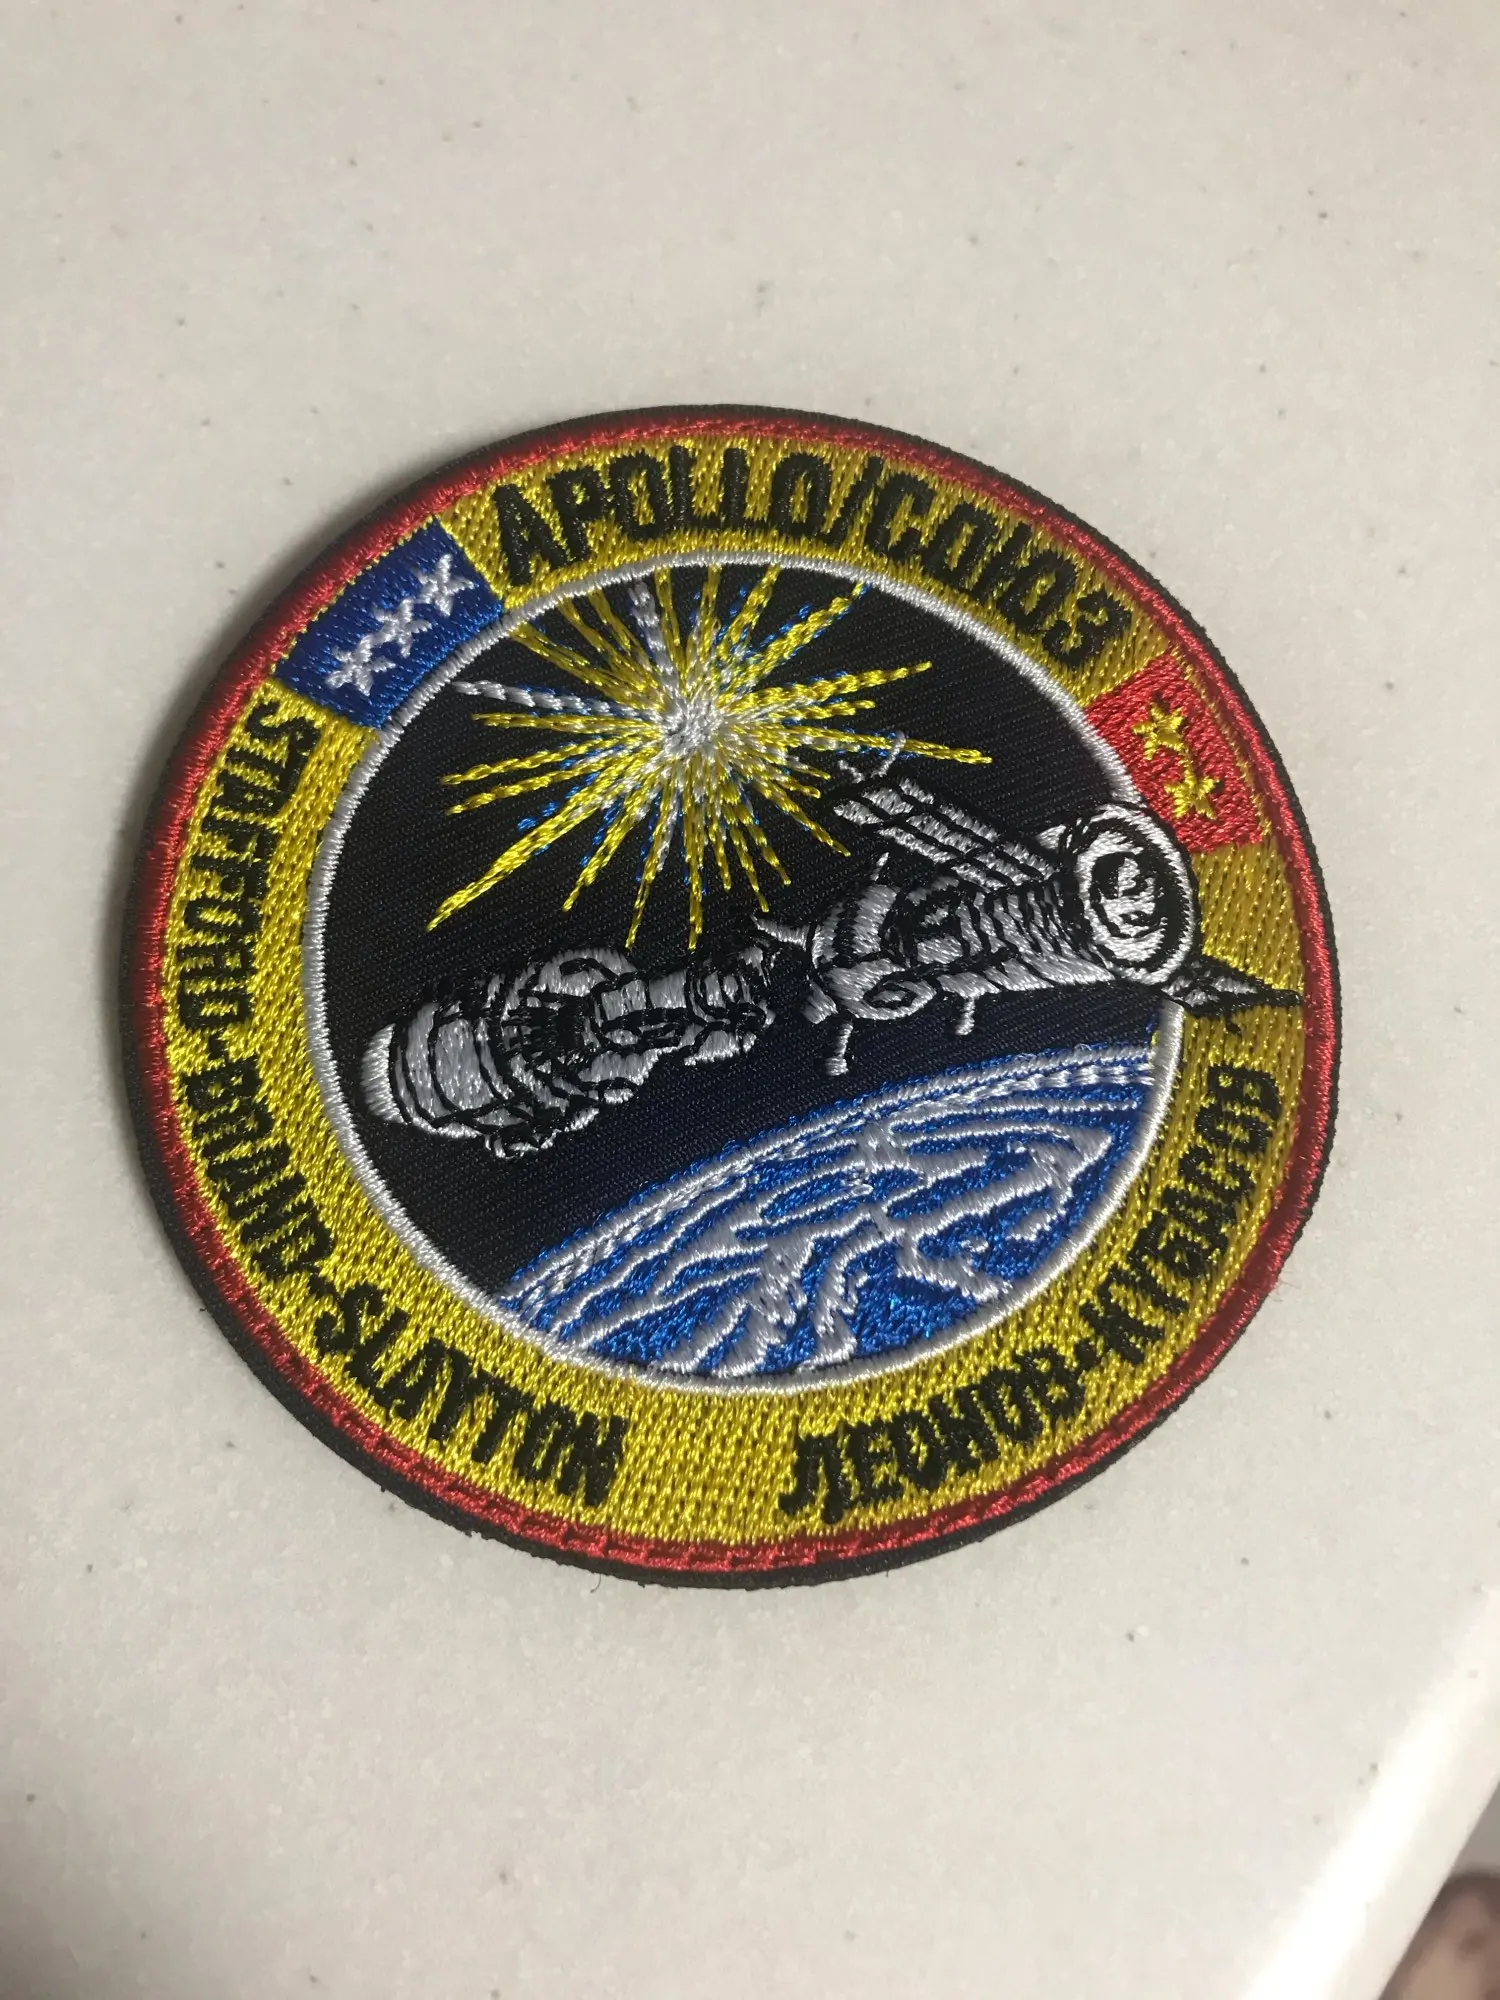 APOLLO/СОЮЗ
STAFFORD-BRAND-SLAYTON
ЛЕОНОВ-КУБАСОВ